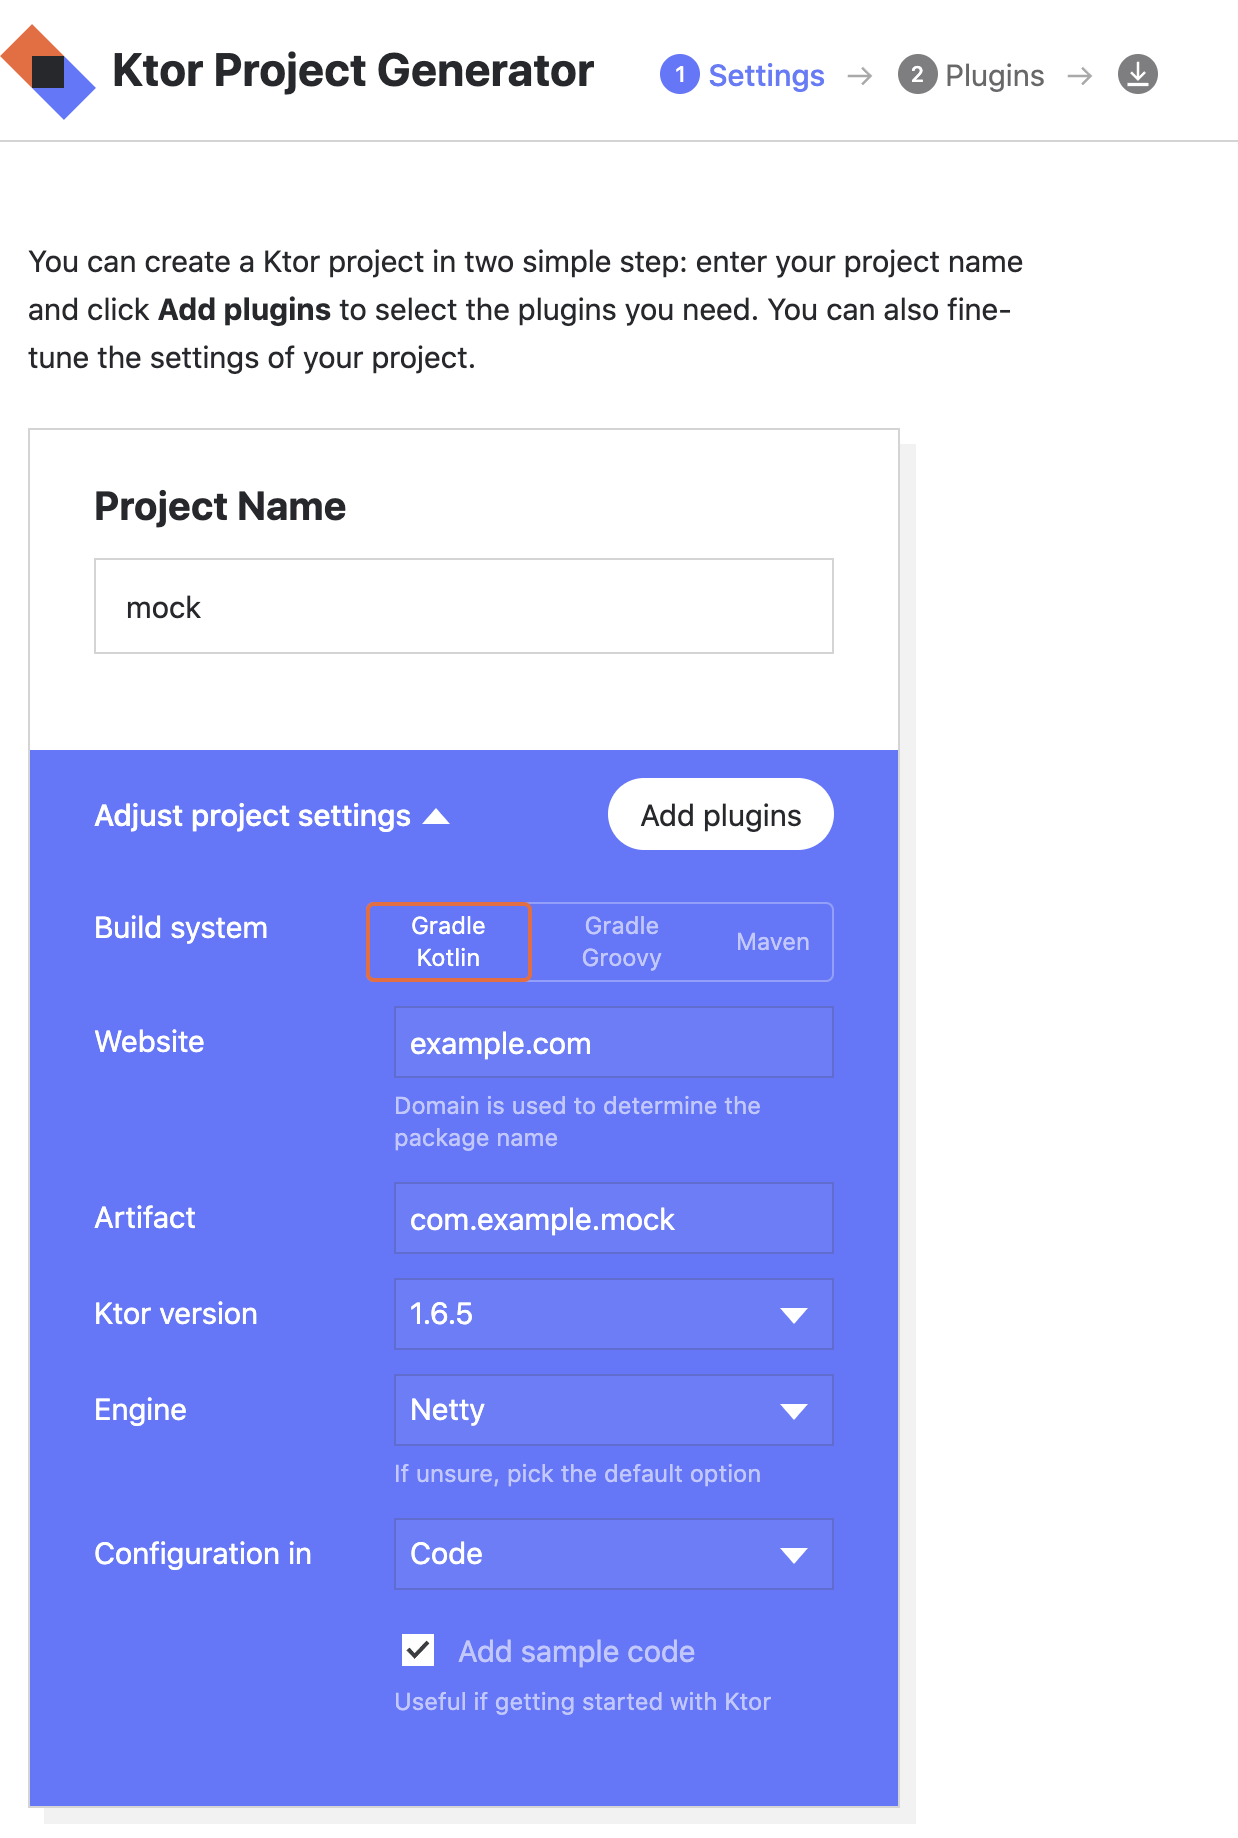 Ktor Project Generator
1 Settings → 2 Plugins →
You can create a Ktor project in two simple step: enter your project name
and click Add plugins to select the plugins you need. You can also fine-
tune the settings of your project.
Project Name
mock
Adjust project settings
Add plugins
Build system
Gradle
Kotlin
Gradle
Groovy
Maven
Website
example.com
Domain is used to determine the
package name
Artifact
com.example.mock
Ktor version
1.6.5
Engine
Netty
If unsure, pick the default option
Configuration in
Code
Add sample code
Useful if getting started with Ktor